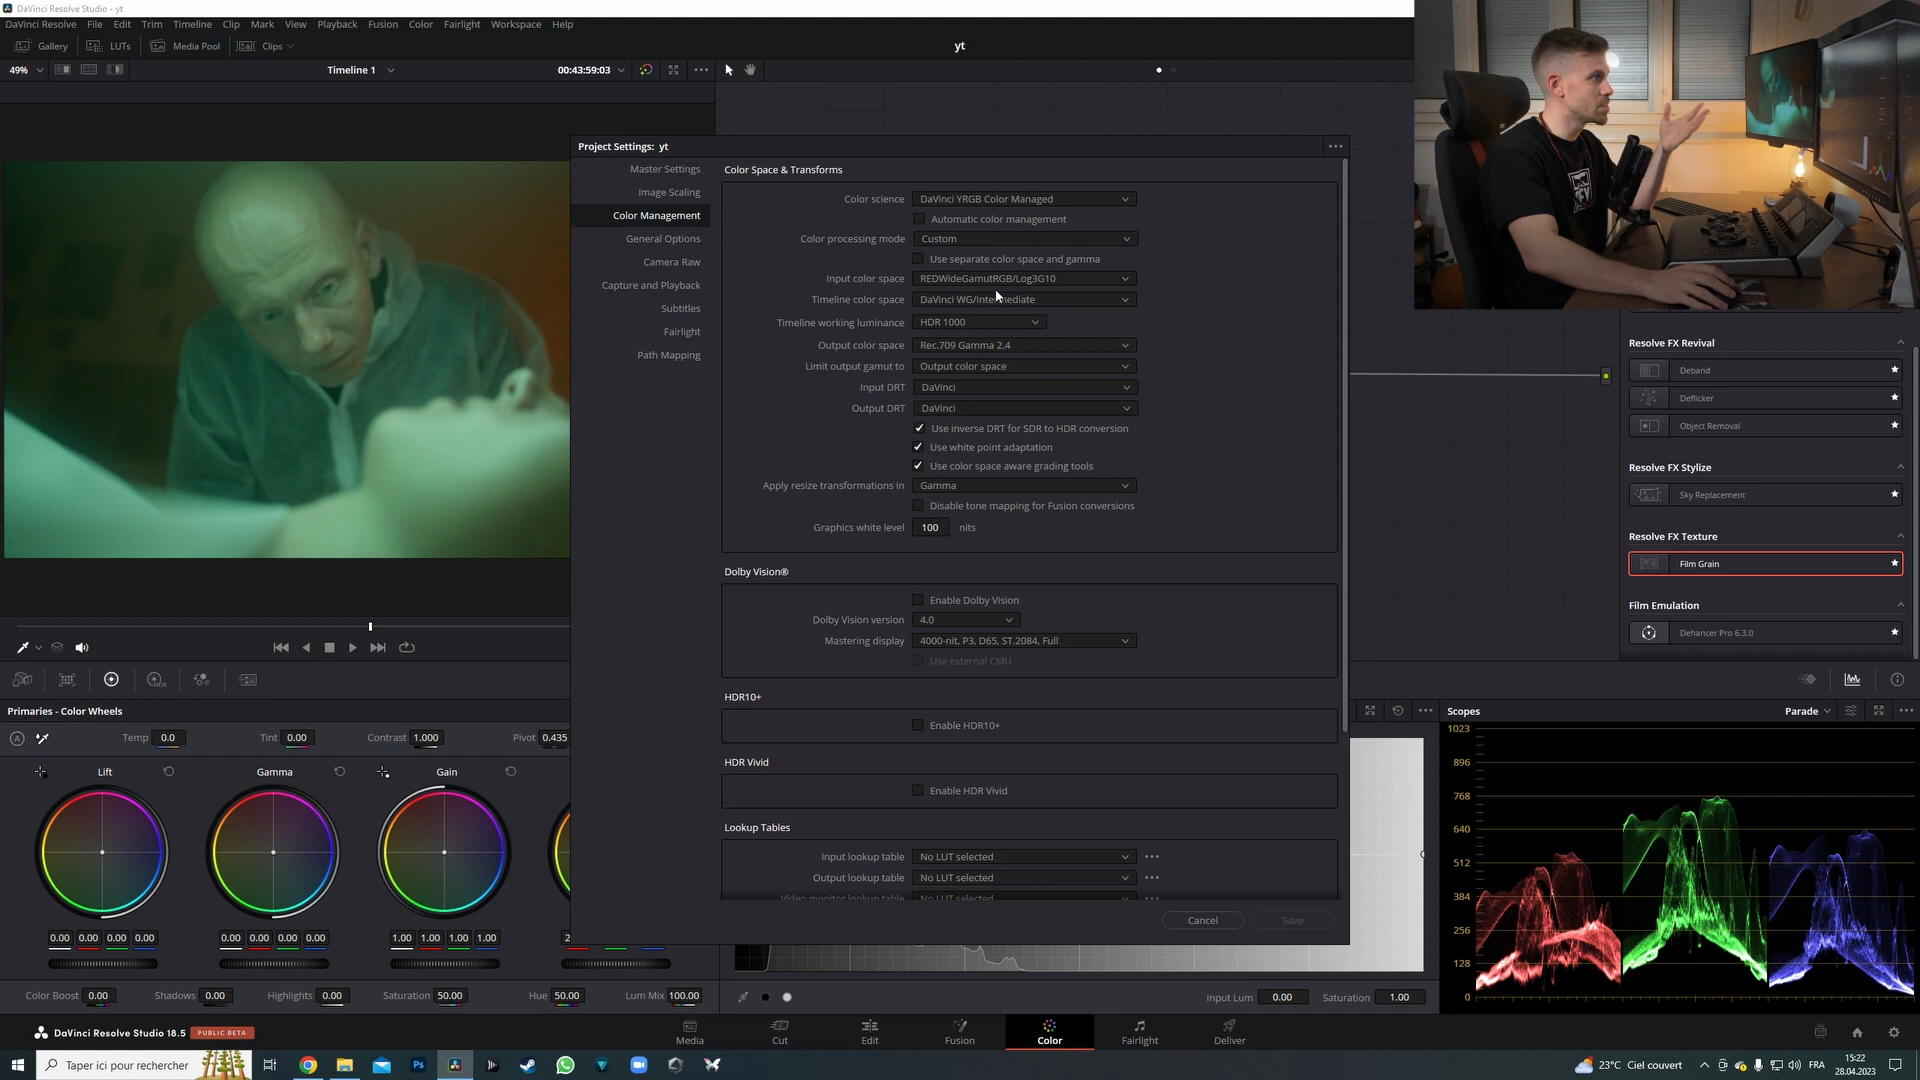 DaVinci Resolve Studio - yt
DaVinci Resolve File Edit Trim Timeline Clip Mark View Playback Fusion Color Fairlight Workspace Help
Gallery LUTs Media Pool Clips yt
49% Timeline 1 00:43:59:03
Project Settings: yt
Master Settings
Image Scaling
Color Management
General Options
Camera Raw
Capture and Playback
Subtitles
Fairlight
Path Mapping
Color Space & Transforms
Color science DaVinci YRGB Color Managed
Automatic color management
Color processing mode Custom
Use separate color space and gamma
Input color space REDWideGamutRGB/Log3G10
Timeline color space DaVinci WG/Intermediate
Timeline working luminance HDR 1000
Output color space Rec.709 Gamma 2.4
Limit output gamut to Output color space
Input DRT DaVinci
Output DRT DaVinci
Use inverse DRT for SDR to HDR conversion
Use white point adaptation
Use color space aware grading tools
Apply resize transformations in Gamma
Disable tone mapping for Fusion conversions
Graphics white level 100 nits
Dolby Vision®
Enable Dolby Vision
Dolby Vision version 4.0
Mastering display 4000-nit, P3, D65, ST.2084, Full
Use external CMU
HDR10+
Enable HDR10+
HDR Vivid
Enable HDR Vivid
Lookup Tables
Input lookup table No LUT selected
Output lookup table No LUT selected
Video monitor lookup table No LUT selected
Cancel Save
Resolve FX Revival
Deband
Deflicker
Object Removal
Resolve FX Stylize
Sky Replacement
Resolve FX Texture
Film Grain
Film Emulation
Dehancer Pro 6.3.0
Primaries - Color Wheels
Temp 0.0 Tint 0.00 Contrast 1.000 Pivot 0.435
Lift Gamma Gain
0.00 0.00 0.00 0.00 0.00 0.00 0.00 0.00 1.00 1.00 1.00 1.00 2
Color Boost 0.00 Shadows 0.00 Highlights 0.00 Saturation 50.00 Hue 50.00 Lum Mix 100.00
Input Lum 0.00 Saturation 1.00
Scopes Parade
1023
896
768
640
512
384
256
128
0
DaVinci Resolve Studio 18.5 PUBLIC BETA
Media Cut Edit Fusion Color Fairlight Deliver
Taper ici pour rechercher
Ps
23°C Ciel couvert FRA 15:22
28.04.2023